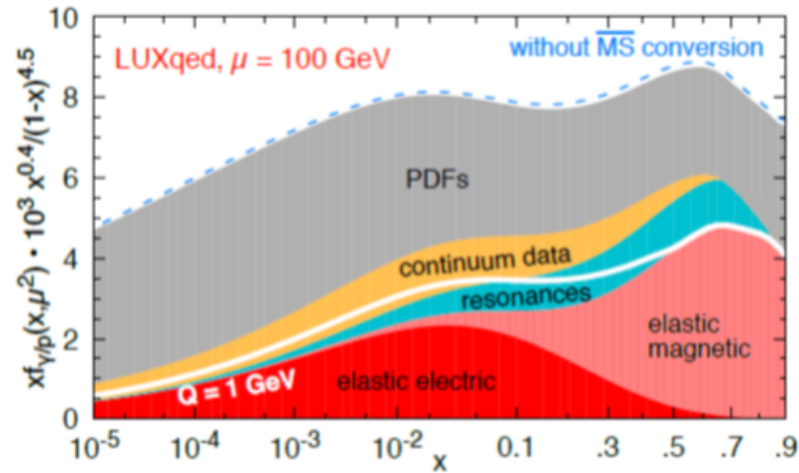 10
8
6
4
2
0
xfγ/p(x,μ²) • 10³ x^0.4/(1-x)^4.5
LUXqed, μ = 100 GeV
without MS̅ conversion
PDFs
continuum data
resonances
elastic
magnetic
Q = 1 GeV
elastic electric
10⁻⁵ 10⁻⁴ 10⁻³ 10⁻² 0.1 .3 .5 .7 .9
x